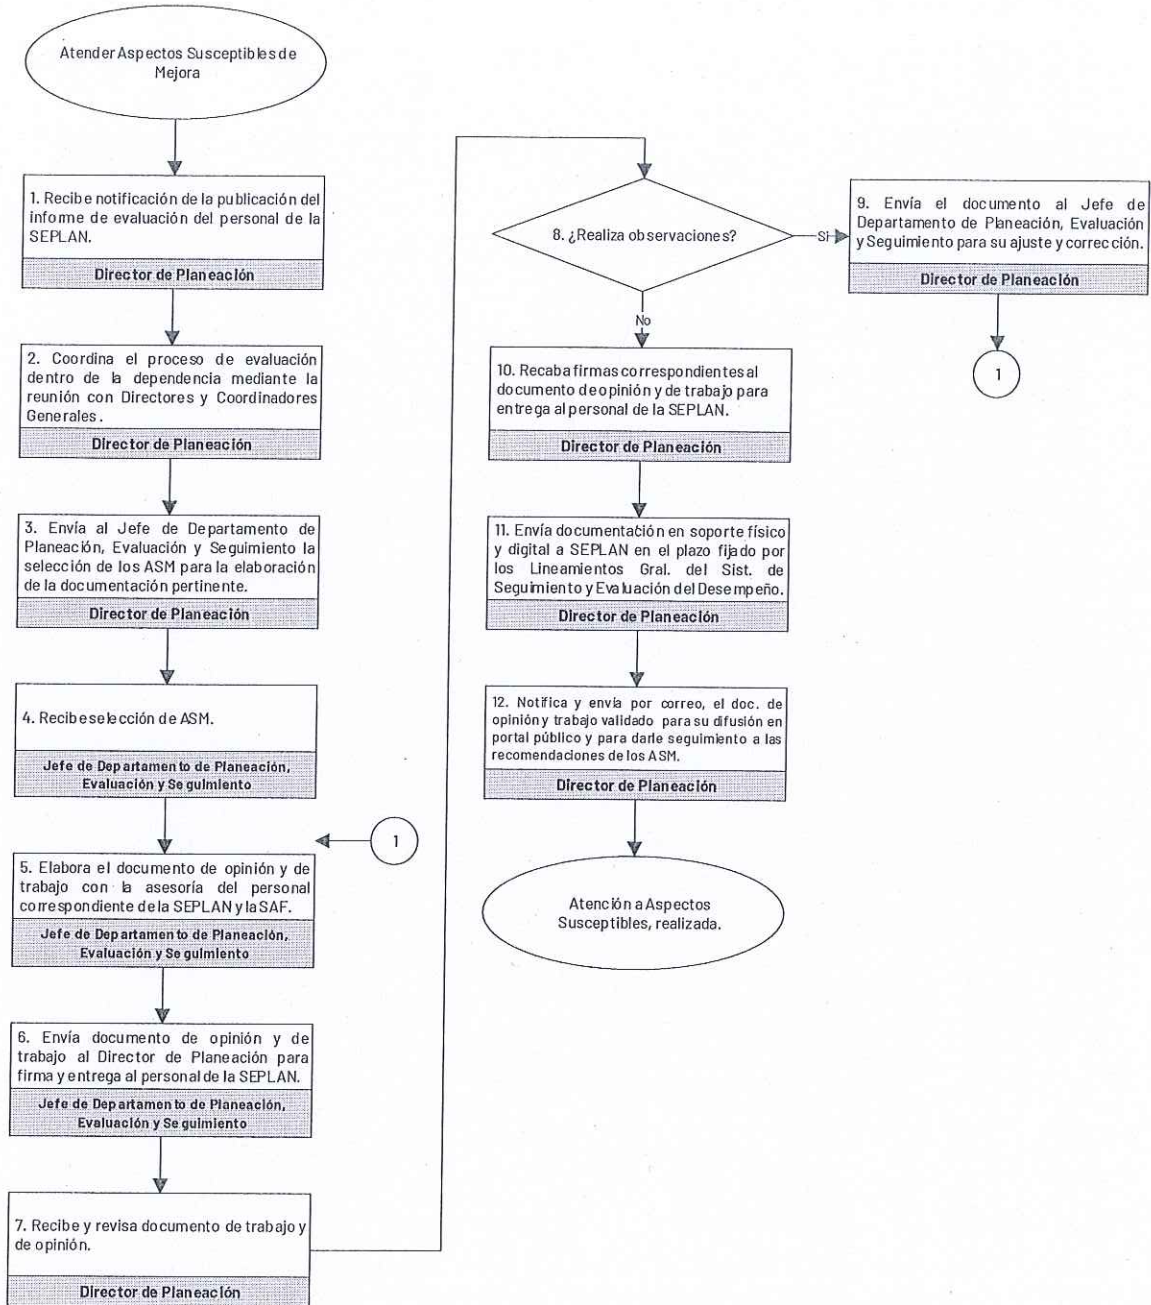 Atender Aspectos Susceptibles de
Mejora
1. Recibe notificación de la publicación del
informe de evaluación del personal de la
SEPLAN.
Director de Planeación
2. Coordina el proceso de evaluación
dentro de la dependencia mediante la
reunión con Directores y Coordinadores
Generales.
Director de Planeación
3. Envía al Jefe de Departamento de
Planeación, Evaluación y Seguimiento la
selección de los ASM para la elaboración
de la documentación pertinente.
Director de Planeación
4. Recibe selección de ASM.
Jefe de Departamento de Planeación,
Evaluación y Seguimiento
1
5. Elabora el documento de opinión y de
trabajo con la asesoría del personal
correspondiente de la SEPLAN y la SAF.
Jefe de Departamento de Planeación,
Evaluación y Seguimiento
6. Envía documento de opinión y de
trabajo al Director de Planeación para
firma y entrega al personal de la SEPLAN.
Jefe de Departamento de Planeación,
Evaluación y Seguimiento
7. Recibe y revisa documento de trabajo y
de opinión.
Director de Planeación
8. ¿Realiza observaciones?
Si
No
9. Envía el documento al Jefe de
Departamento de Planeación, Evaluación
y Seguimiento para su ajuste y corrección.
Director de Planeación
1
10. Recaba firmas correspondientes al
documento de opinión y de trabajo para
entrega al personal de la SEPLAN.
Director de Planeación
11. Envía documentación en soporte físico
y digital a SEPLAN en el plazo fijado por
los Lineamientos Gral. del Sist. de
Seguimiento y Evaluación del Desempeño.
Director de Planeación
12. Notifica y envía por correo, el doc. de
opinión y trabajo validado para su difusión en
portal público y para darle seguimiento a las
recomendaciones de los ASM.
Director de Planeación
Atención a Aspectos
Susceptibles, realizada.